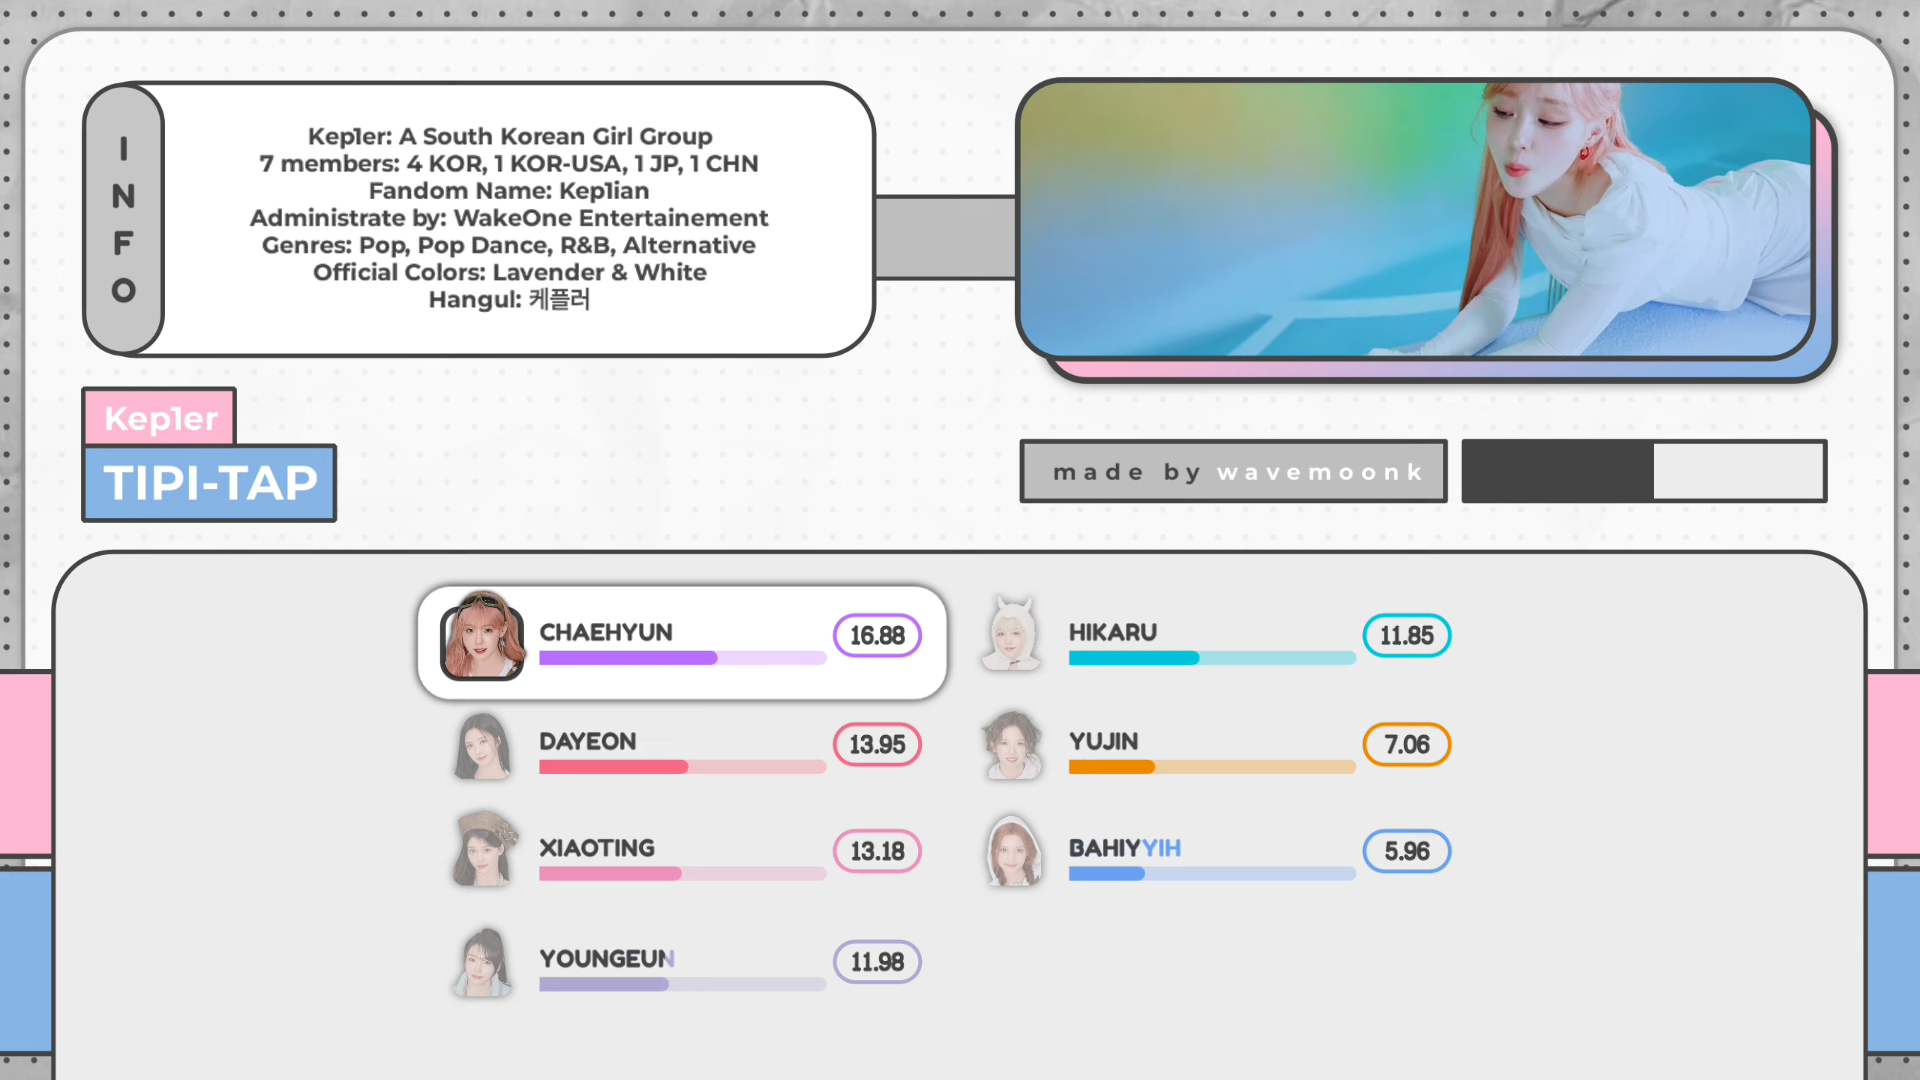 INFO
Kep1er: A South Korean Girl Group
7 members: 4 KOR, 1 KOR-USA, 1 JP, 1 CHN
Fandom Name: Kep1ian
Administrate by: WakeOne Entertainement
Genres: Pop, Pop Dance, R&B, Alternative
Official Colors: Lavender & White
Hangul: 케플러
Kep1er
TIPI-TAP
made by wavemoonk
CHAEHYUN 16.88
DAYEON 13.95
XIAOTING 13.18
YOUNGEUN 11.98
HIKARU 11.85
YUJIN 7.06
BAHIYYIH 5.96